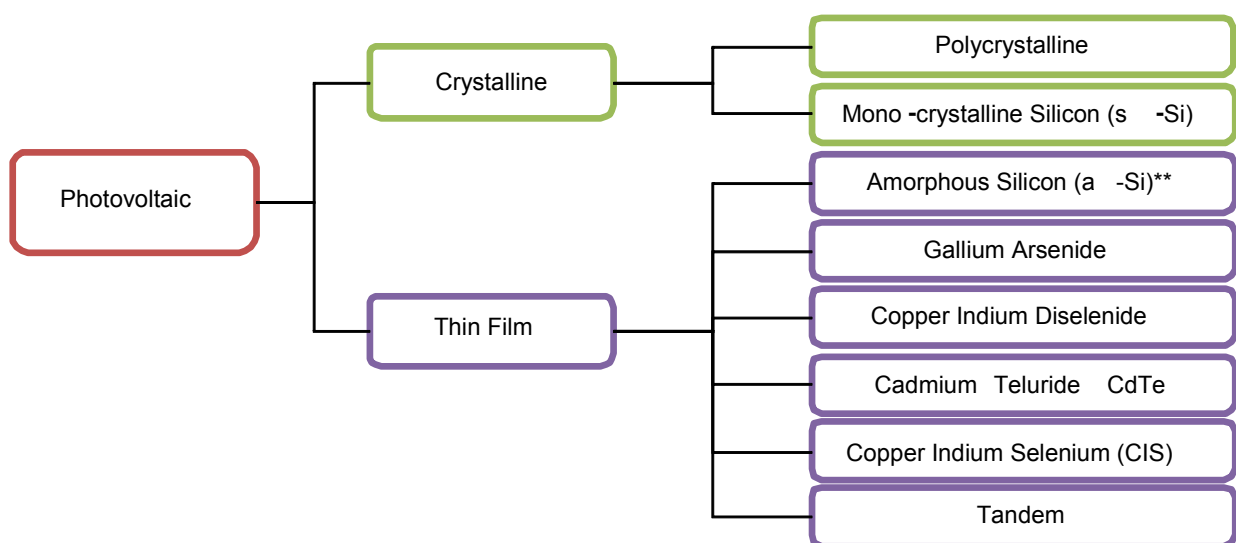 Photovoltaic
Crystalline
Polycrystalline
Mono -crystalline Silicon (s -Si)
Thin Film
Amorphous Silicon (a -Si)**
Gallium Arsenide
Copper Indium Diselenide
Cadmium Teluride CdTe
Copper Indium Selenium (CIS)
Tandem